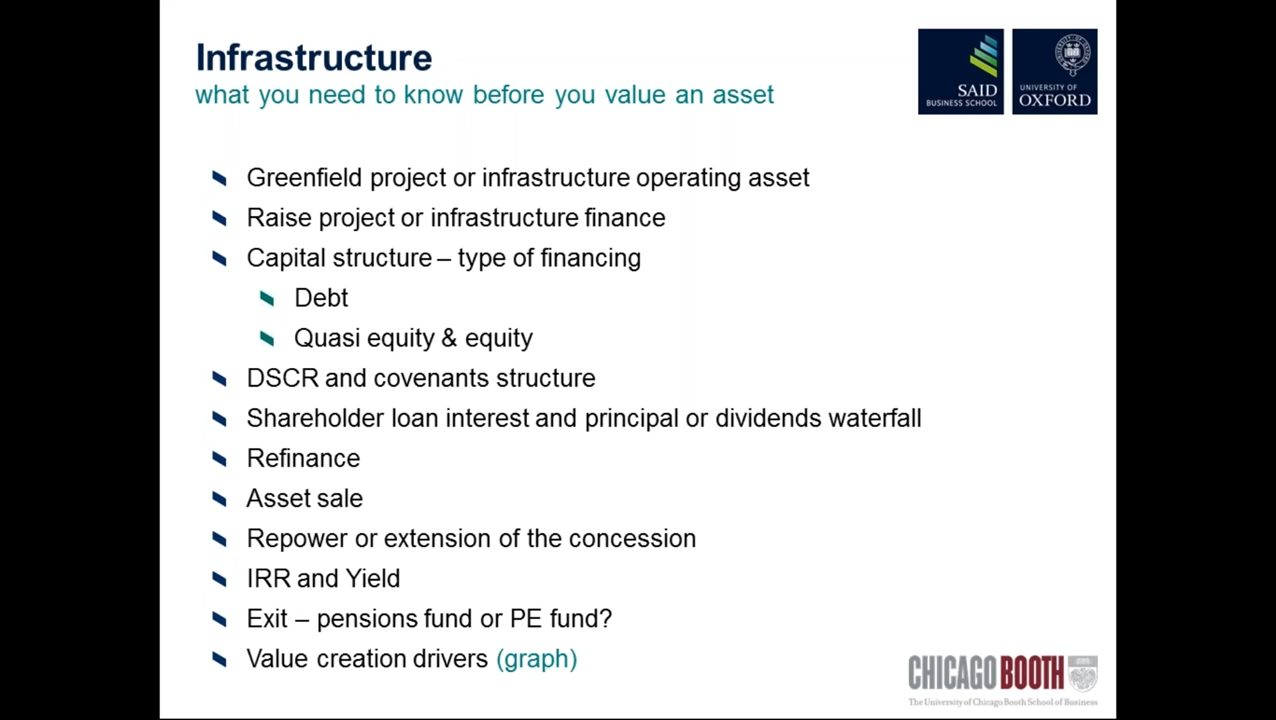 Infrastructure
what you need to know before you value an asset
SAID
BUSINESS SCHOOL
UNIVERSITY OF
OXFORD
Greenfield project or infrastructure operating asset
Raise project or infrastructure finance
Capital structure – type of financing
Debt
Quasi equity & equity
DSCR and covenants structure
Shareholder loan interest and principal or dividends waterfall
Refinance
Asset sale
Repower or extension of the concession
IRR and Yield
Exit – pensions fund or PE fund?
Value creation drivers (graph)
CHICAGO BOOTH
The University of Chicago Booth School of Business